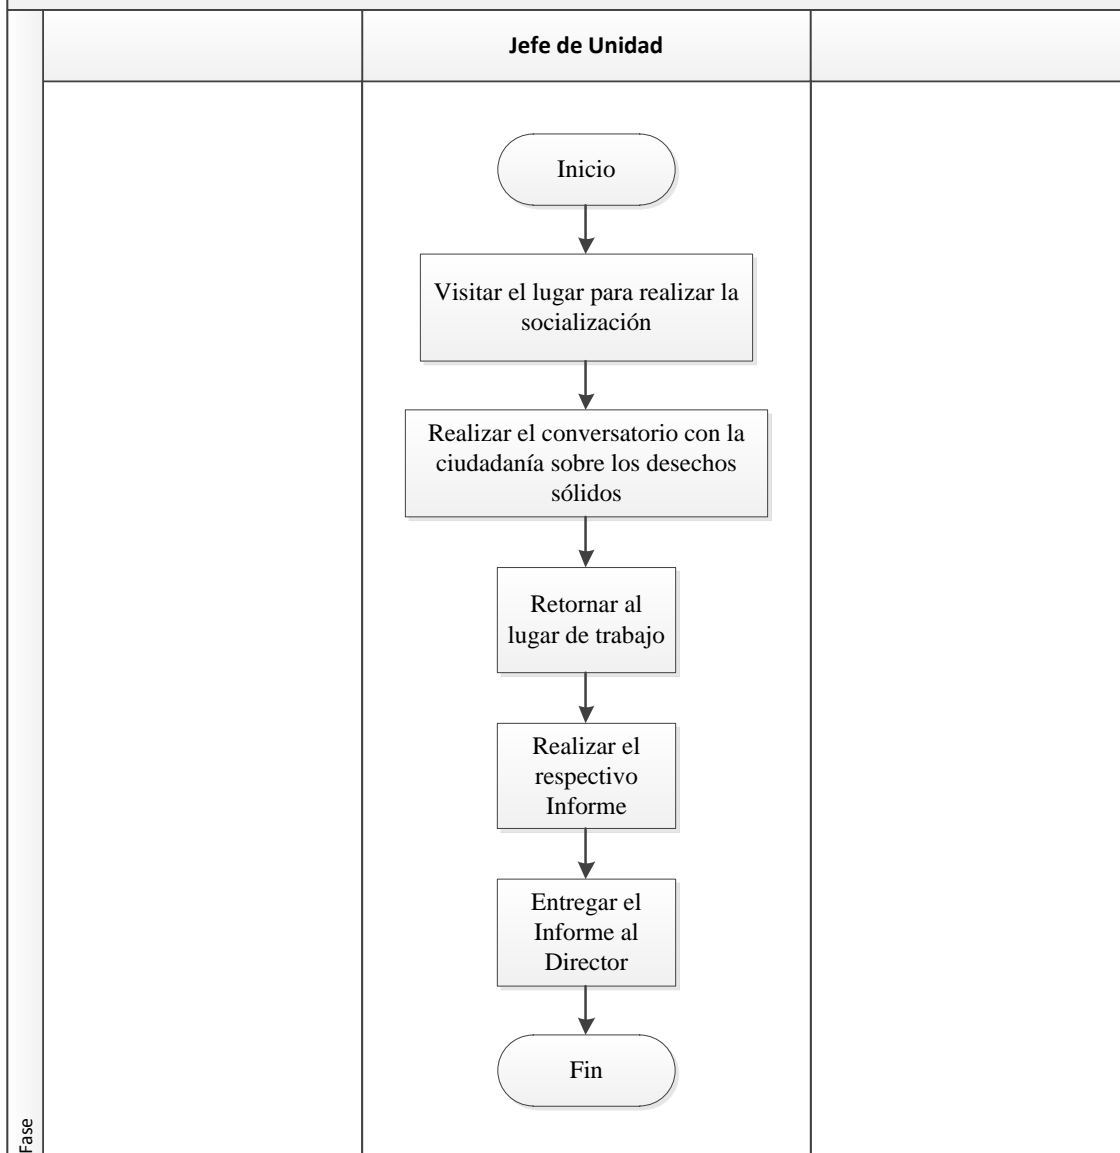 Jefe de Unidad
Inicio
Visitar el lugar para realizar la
socialización
Realizar el conversatorio con la
ciudadanía sobre los desechos
sólidos
Retornar al
lugar de trabajo
Realizar el
respectivo
Informe
Entregar el
Informe al
Director
Fin
Fase